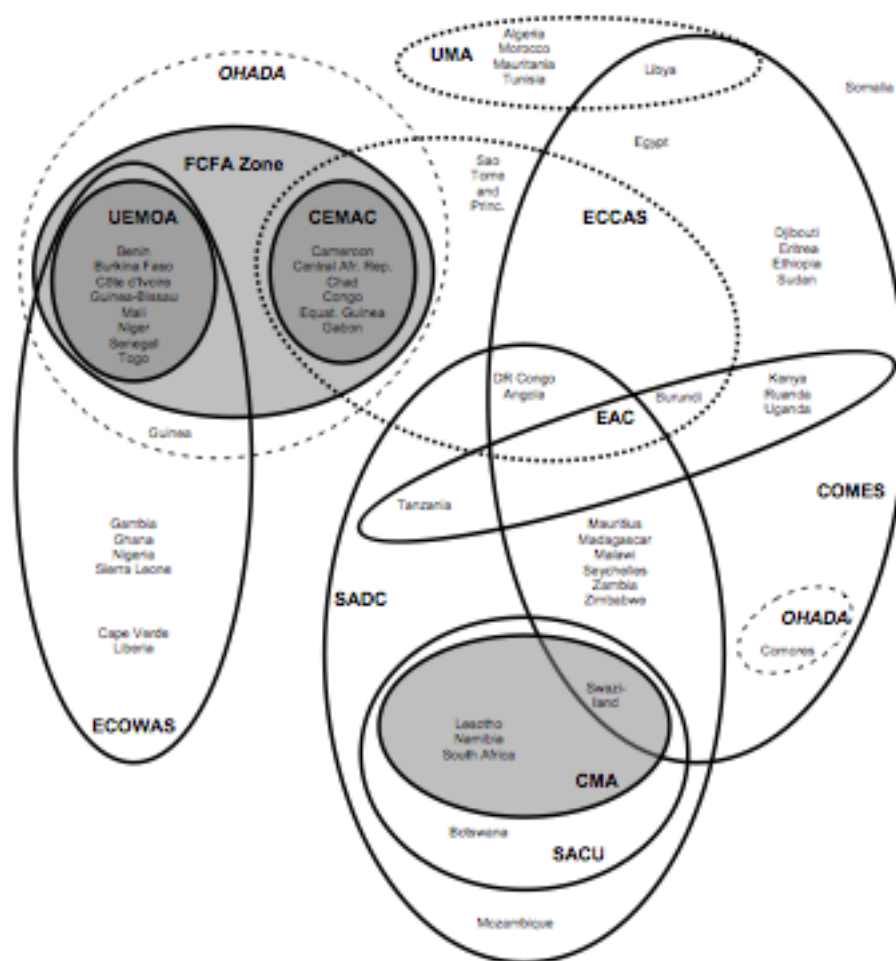 UMA
Algeria
Morocco
Mauritania
Tunisia
Libya
Somalia
OHADA
Egypt
FCFA Zone
Sao
Tome
and
Princ.
UEMOA
CEMAC
ECCAS
Benin
Burkina Faso
Côte d'Ivoire
Guinea-Bissau
Mali
Niger
Senegal
Togo
Cameroon
Central Afr. Rep.
Chad
Congo
Equat. Guinea
Gabon
Djibouti
Eritrea
Ethiopia
Sudan
DR Congo
Angola
Burundi
Kenya
Ruanda
Uganda
EAC
Guinea
COMES
Tanzania
Gambia
Ghana
Nigeria
Sierra Leone
Mauritius
Madagascar
Malawi
Seychelles
Zambia
Zimbabwe
SADC
OHADA
Comores
Cape Verde
Liberia
ECOWAS
Swazi-
land
Lesotho
Namibia
South Africa
CMA
Botswana
SACU
Mozambique